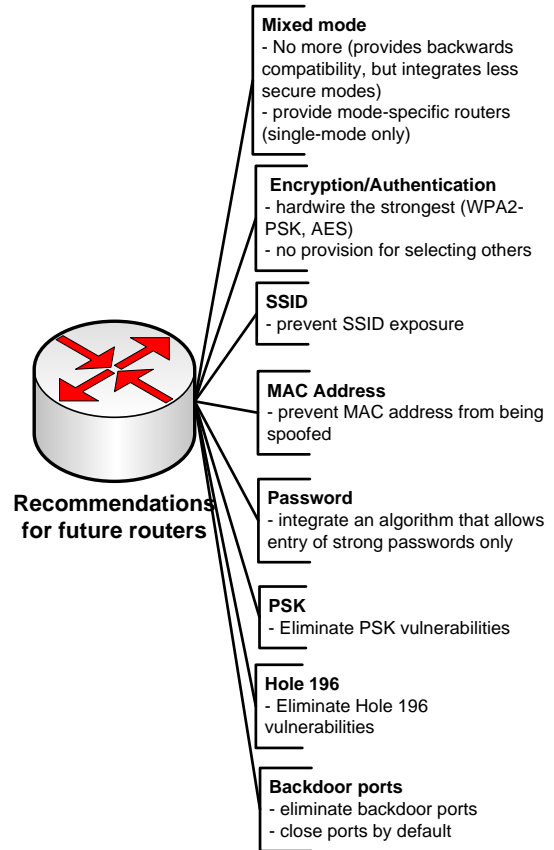 Mixed mode
- No more (provides backwards
compatibility, but integrates less
secure modes)
- provide mode-specific routers
(single-mode only)
Encryption/Authentication
- hardwire the strongest (WPA2-
PSK, AES)
- no provision for selecting others
SSID
- prevent SSID exposure
MAC Address
- prevent MAC address from being
spoofed
Recommendations
for future routers
Password
- integrate an algorithm that allows
entry of strong passwords only
PSK
- Eliminate PSK vulnerabilities
Hole 196
- Eliminate Hole 196
vulnerabilities
Backdoor ports
- eliminate backdoor ports
- close ports by default